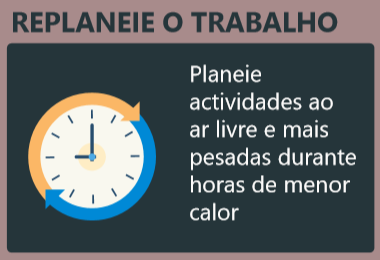 REPLANEIE O TRABALHO
Planeie
actividades ao
ar livre e mais
pesadas durante
horas de menor
calor